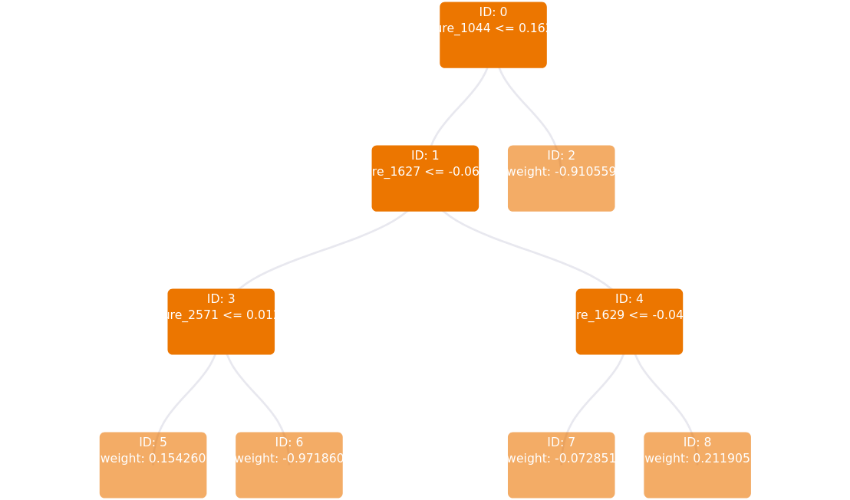 ID: 0
ure_1044 <= 0.162
ID: 1
re_1627 <= -0.06
ID: 2
weight: -0.910559
ID: 3
ure_2571 <= 0.01
ID: 4
re_1629 <= -0.04
ID: 5
weight: 0.154260
ID: 6
weight: -0.971860
ID: 7
weight: -0.072851
ID: 8
weight: 0.211905